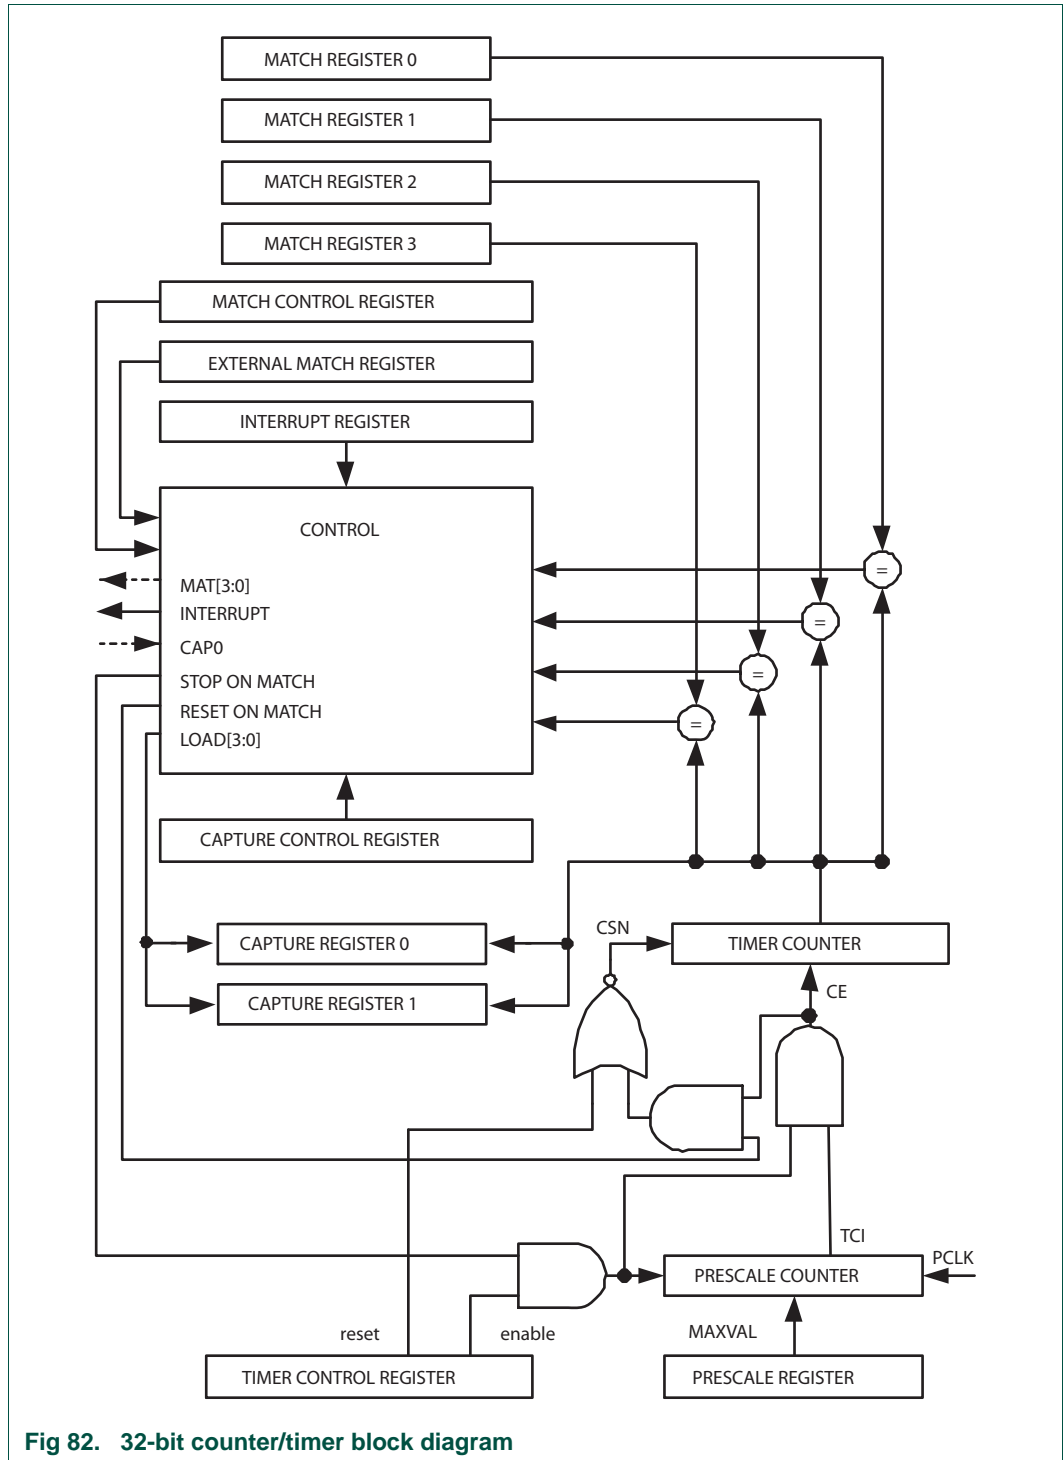 MATCH REGISTER 0
MATCH REGISTER 1
MATCH REGISTER 2
MATCH REGISTER 3
MATCH CONTROL REGISTER
EXTERNAL MATCH REGISTER
INTERRUPT REGISTER
CONTROL
=
=
=
=
MAT[3:0]
INTERRUPT
CAP0
STOP ON MATCH
RESET ON MATCH
LOAD[3:0]
CAPTURE CONTROL REGISTER
CSN
CAPTURE REGISTER 0
TIMER COUNTER
CAPTURE REGISTER 1
CE
TCI
PCLK
PRESCALE COUNTER
reset
enable
MAXVAL
TIMER CONTROL REGISTER
PRESCALE REGISTER
Fig 82. 32-bit counter/timer block diagram